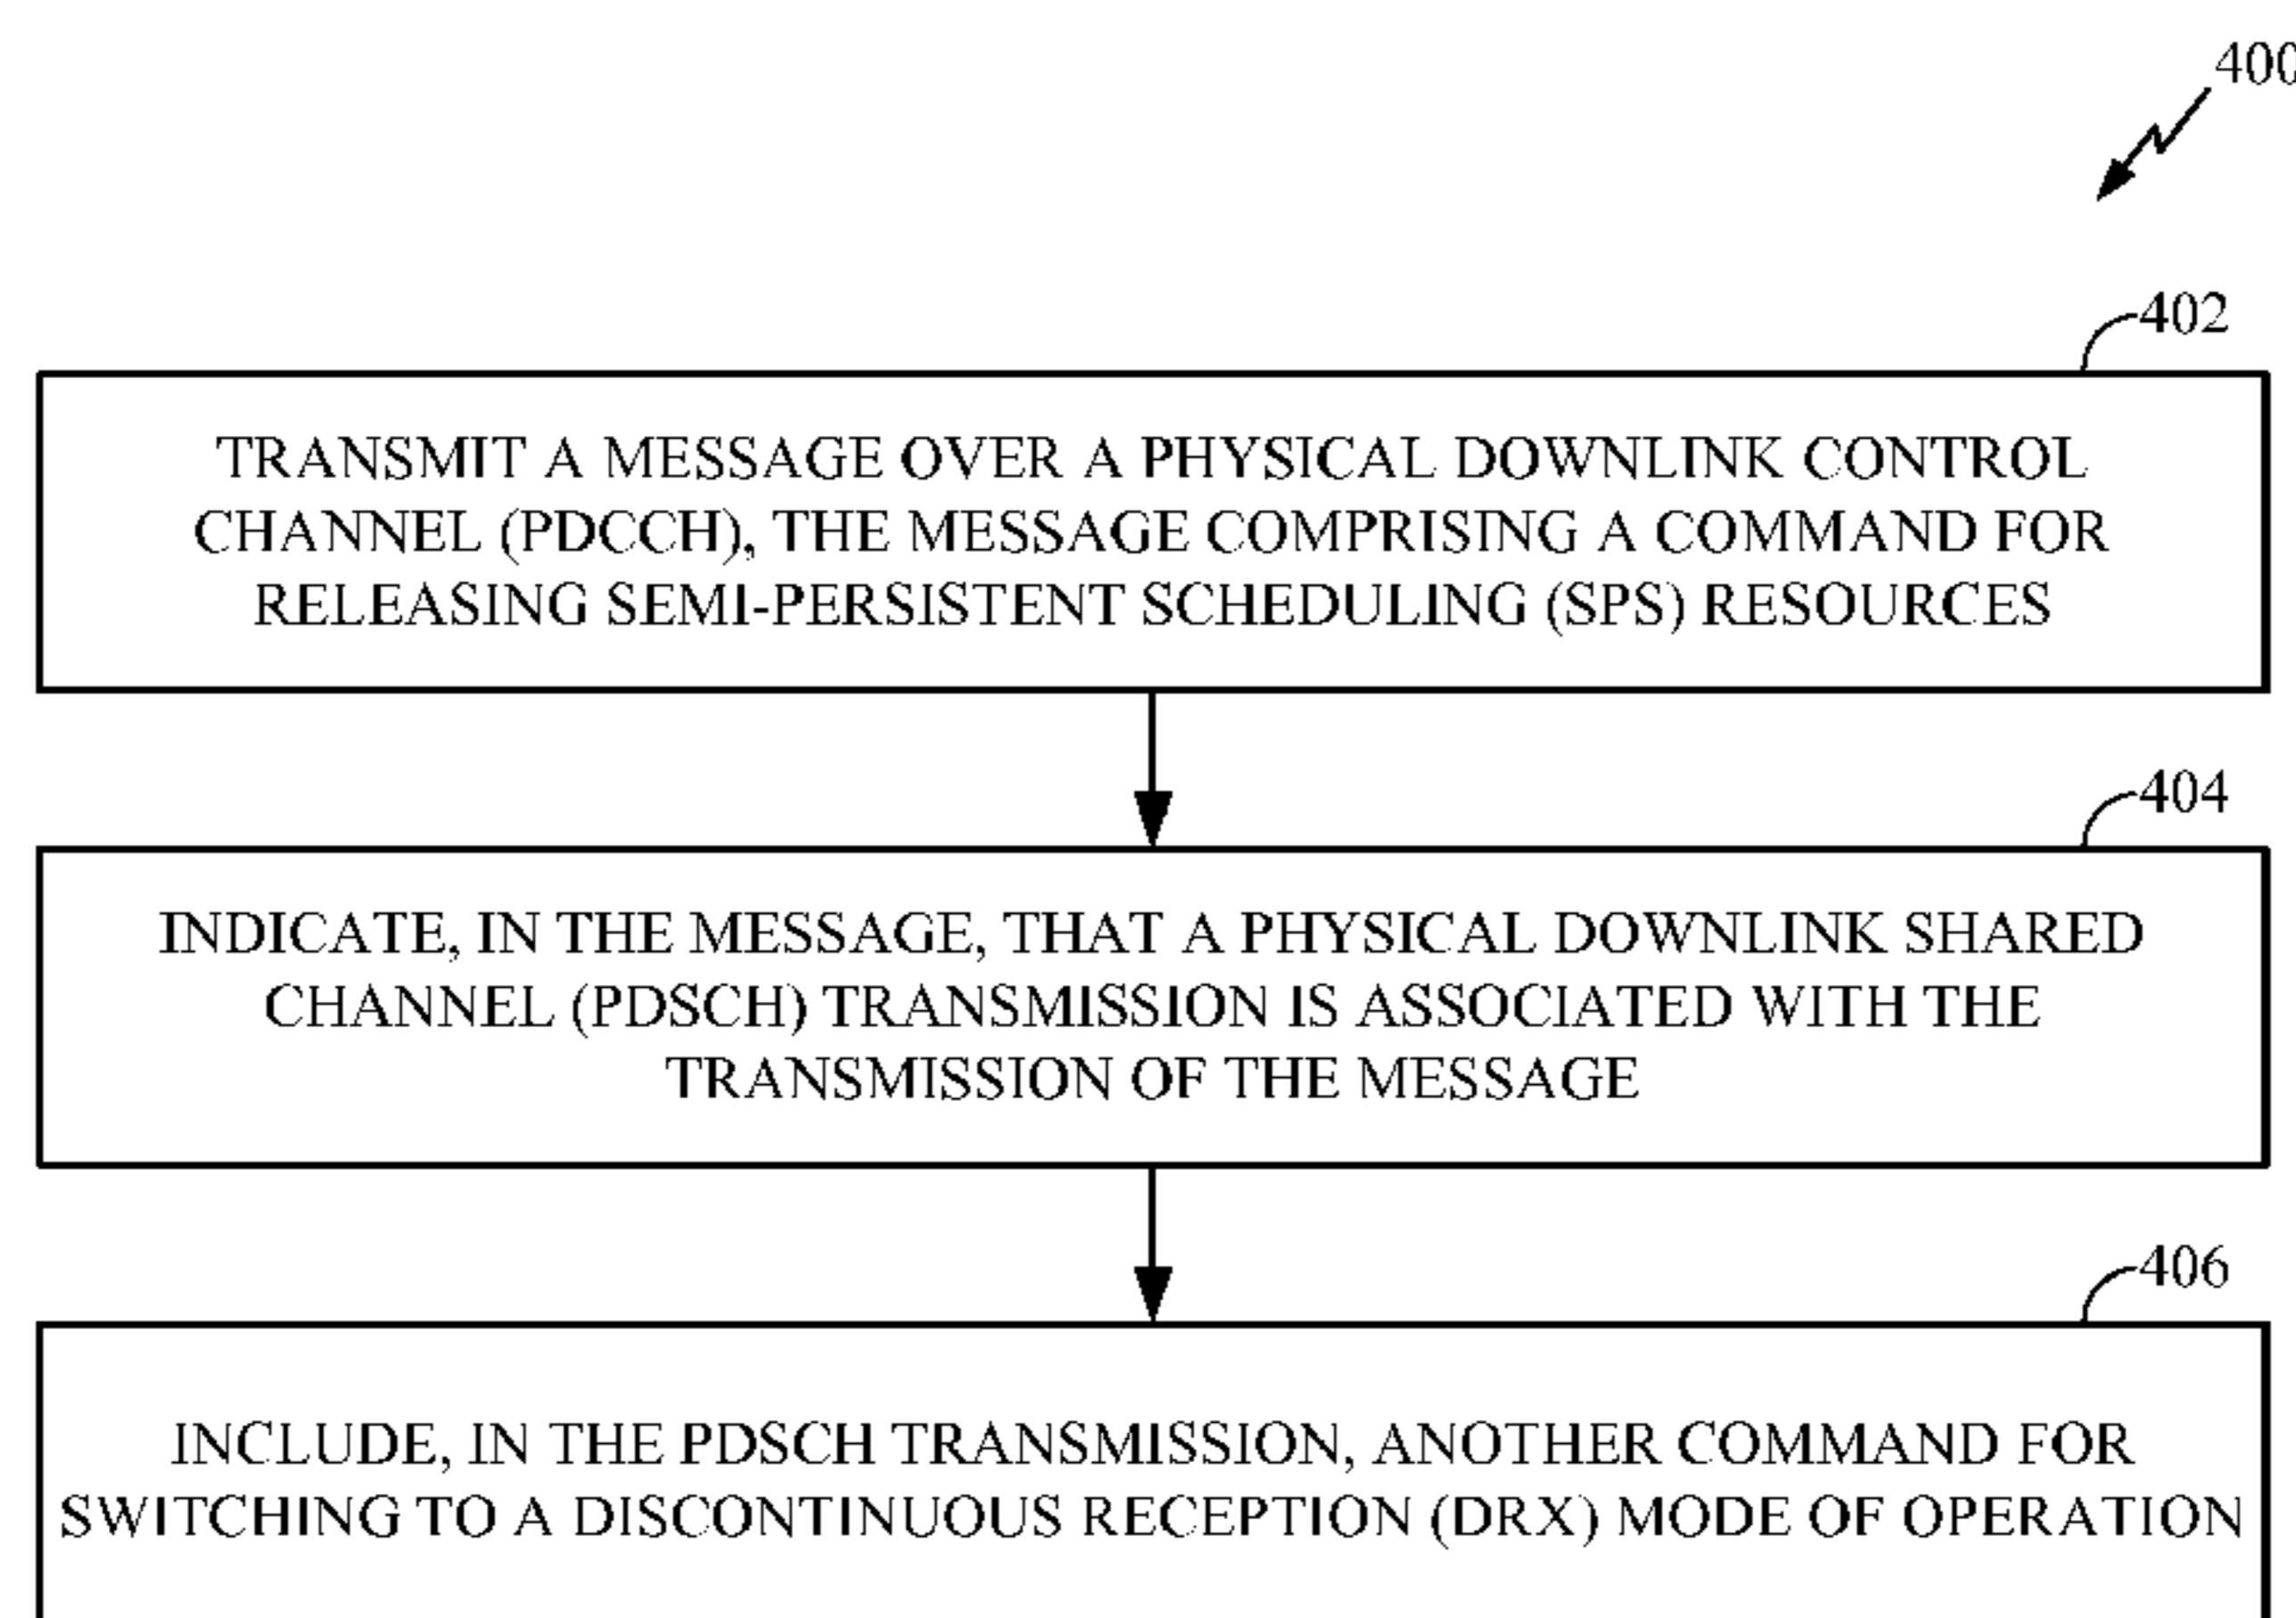 400
402
TRANSMIT A MESSAGE OVER A PHYSICAL DOWNLINK CONTROL
CHANNEL (PDCCH), THE MESSAGE COMPRISING A COMMAND FOR
RELEASING SEMI-PERSISTENT SCHEDULING (SPS) RESOURCES
404
INDICATE, IN THE MESSAGE, THAT A PHYSICAL DOWNLINK SHARED
CHANNEL (PDSCH) TRANSMISSION IS ASSOCIATED WITH THE
TRANSMISSION OF THE MESSAGE
406
INCLUDE, IN THE PDSCH TRANSMISSION, ANOTHER COMMAND FOR
SWITCHING TO A DISCONTINUOUS RECEPTION (DRX) MODE OF OPERATION